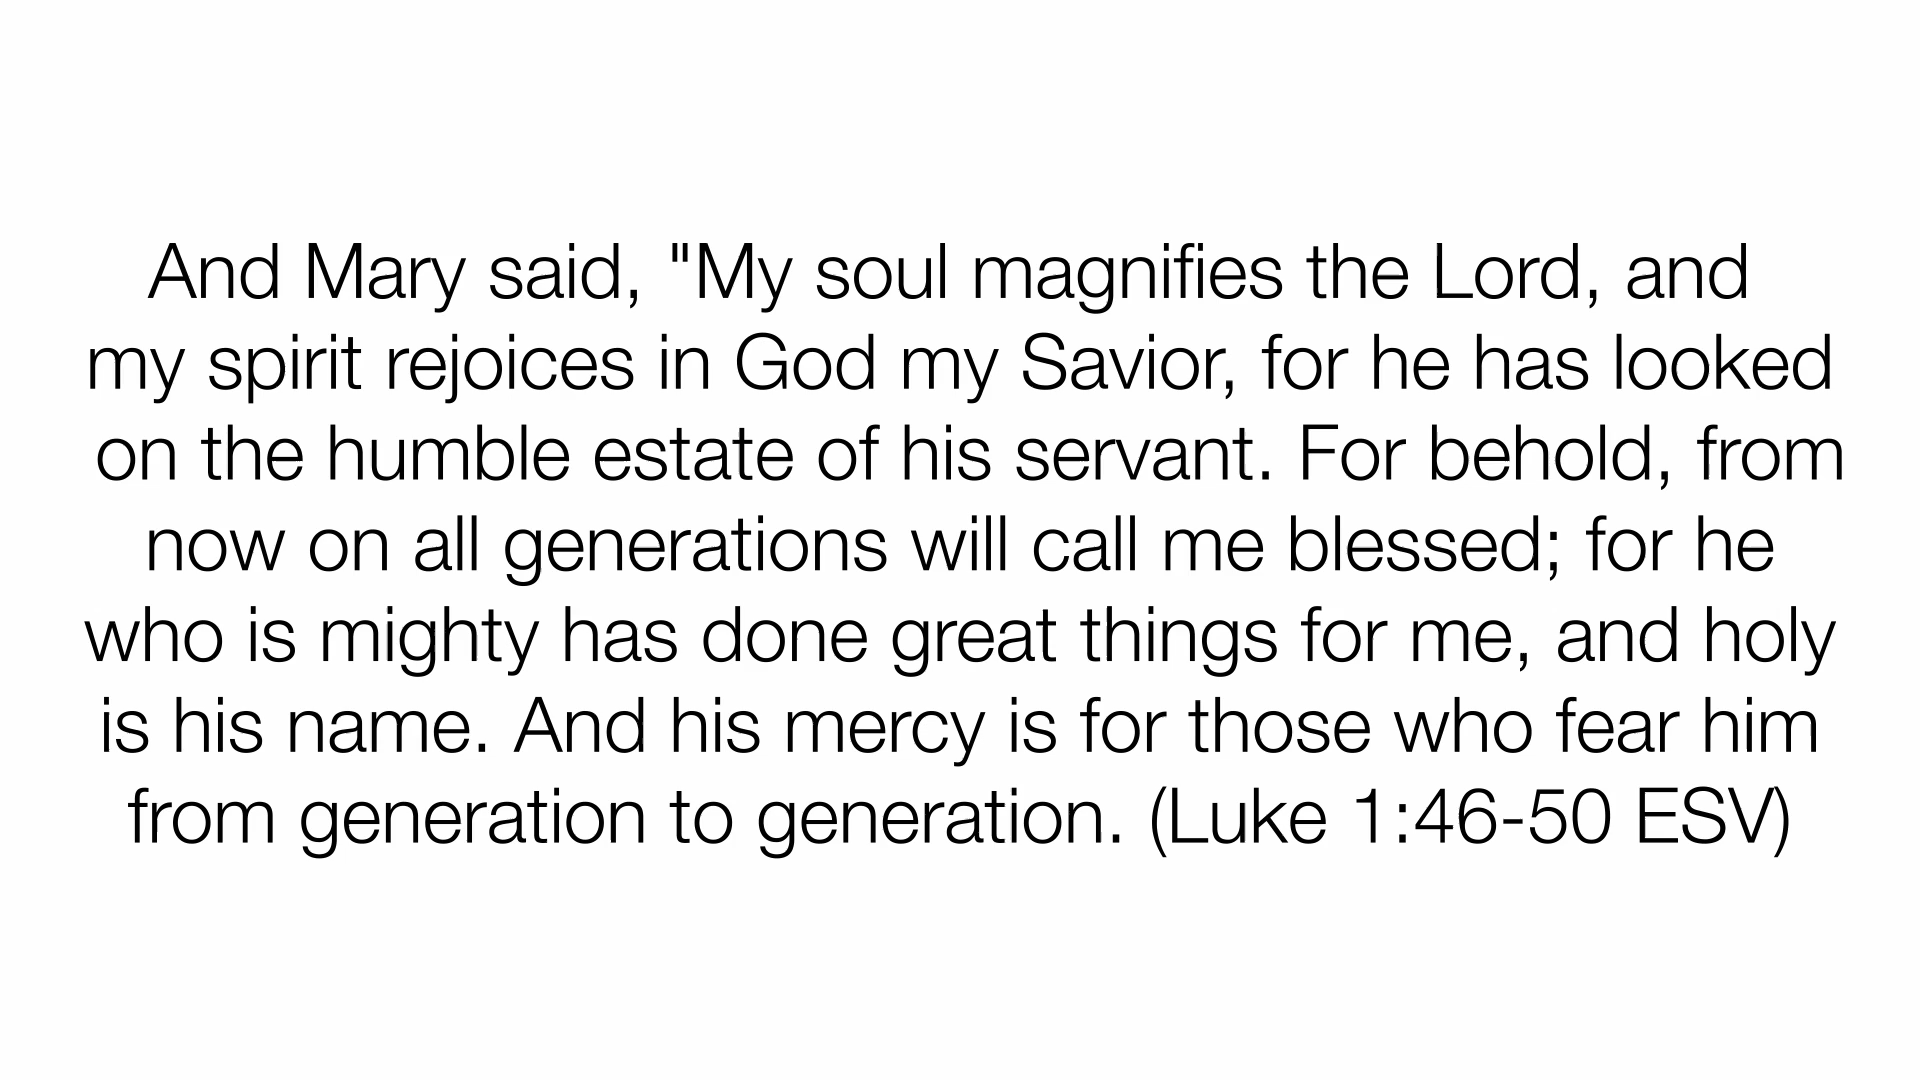 And Mary said, "My soul magnifies the Lord, and
my spirit rejoices in God my Savior, for he has looked
on the humble estate of his servant. For behold, from
now on all generations will call me blessed; for he
who is mighty has done great things for me, and holy
is his name. And his mercy is for those who fear him
from generation to generation. (Luke 1:46-50 ESV)